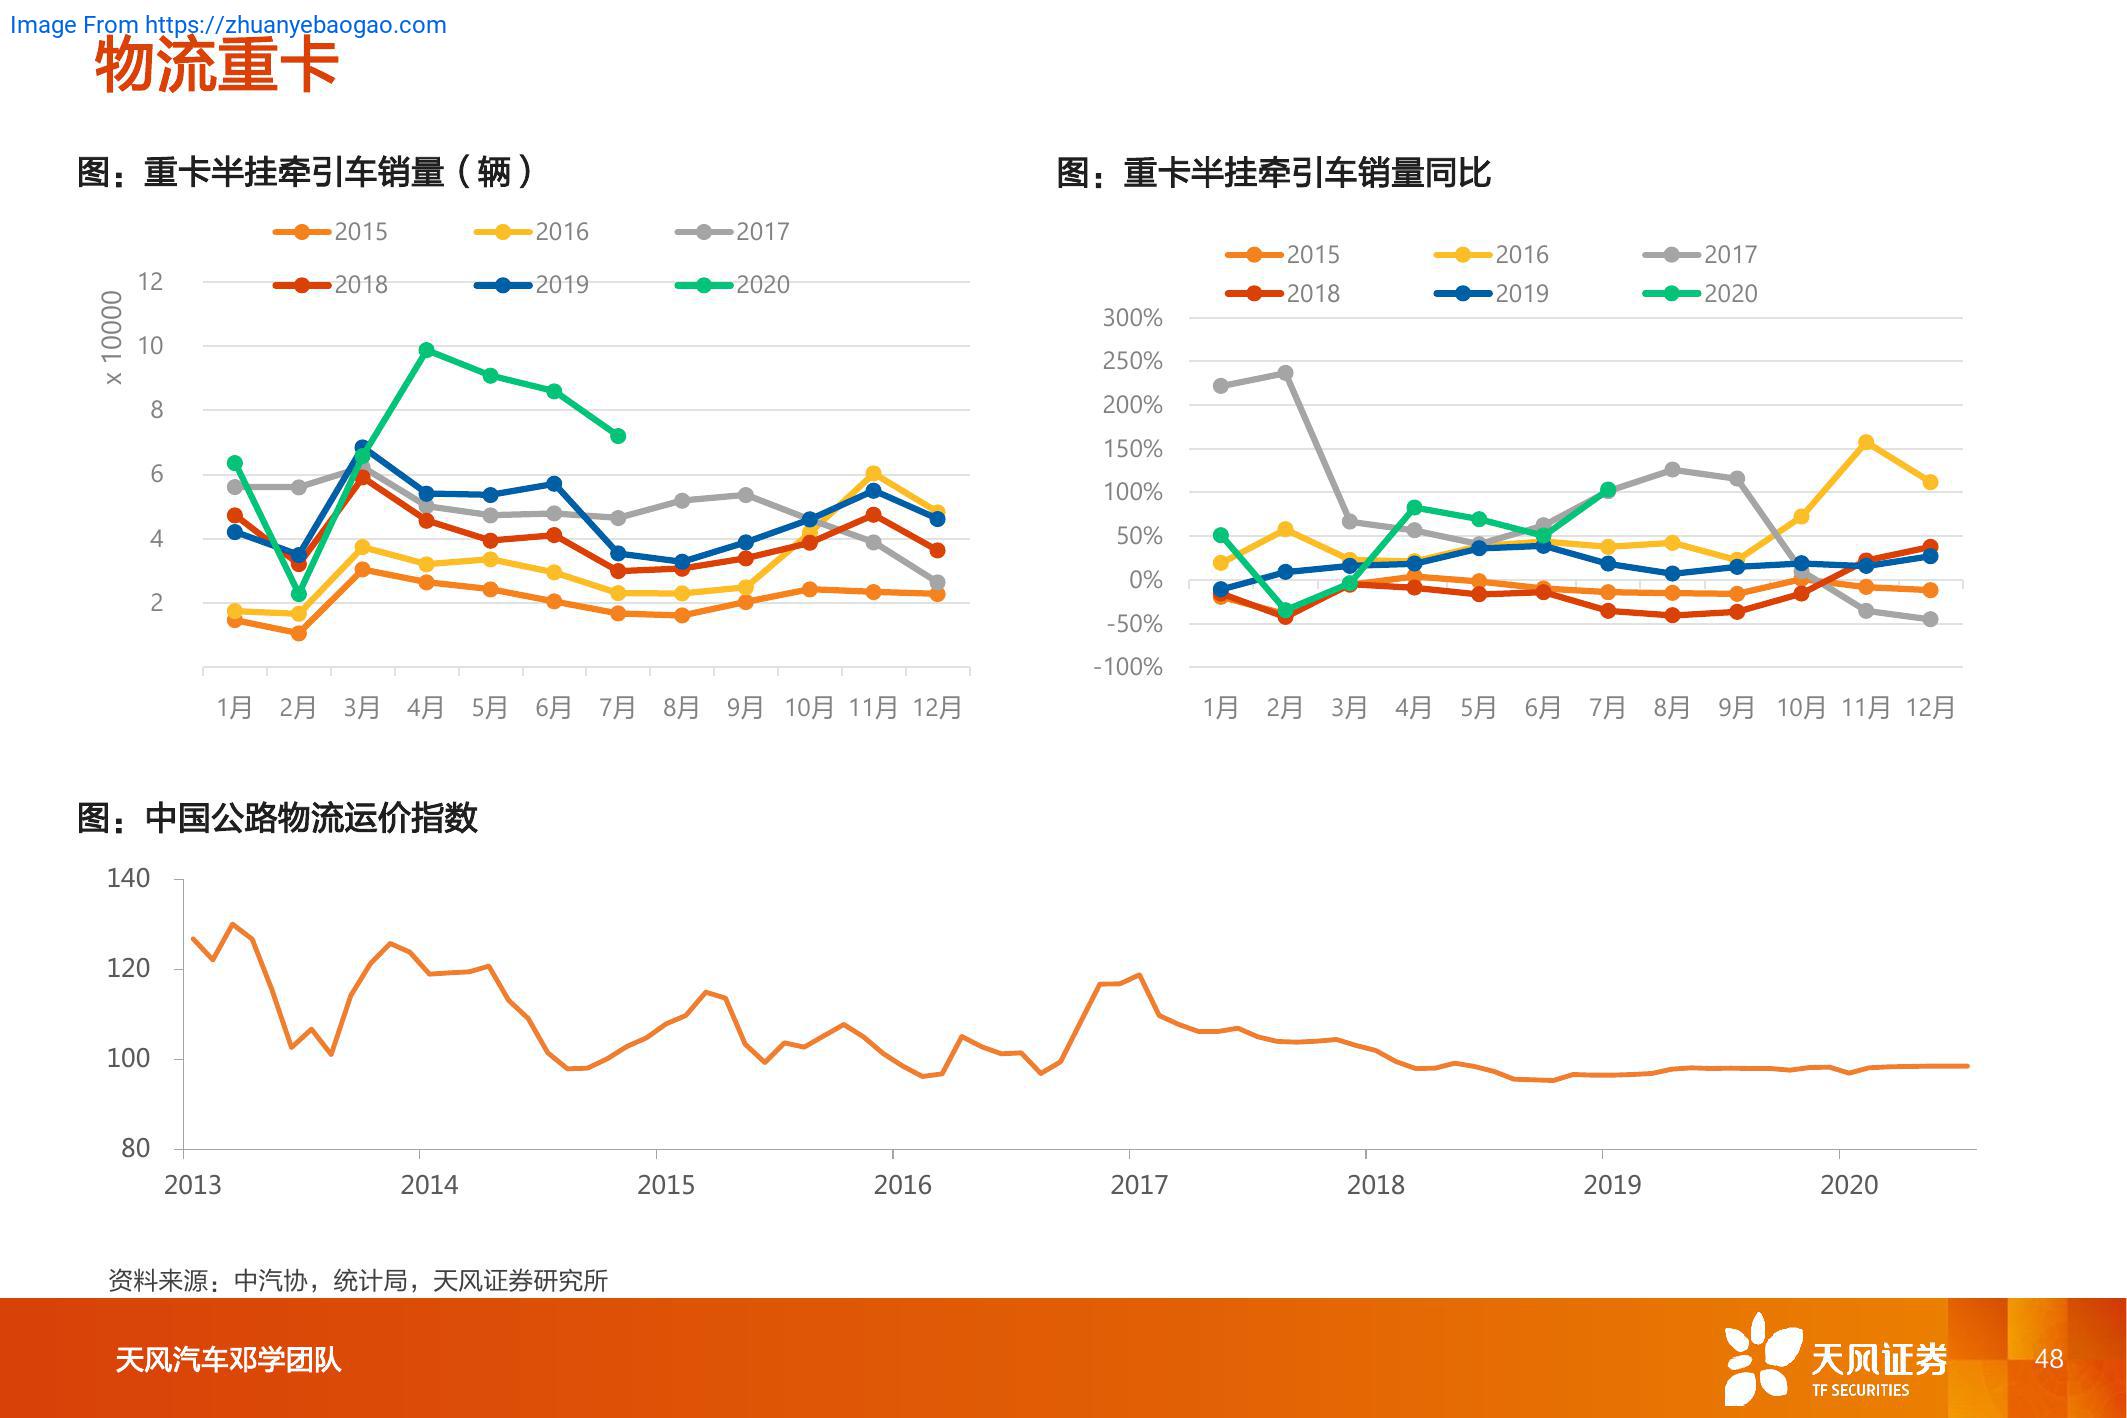 Image From https://zhuanyebaogao.com
物流重卡
图：重卡半挂牵引车销量（辆）
2015 2016 2017
2018 2019 2020
x 10000
12
10
8
6
4
2
1月 2月 3月 4月 5月 6月 7月 8月 9月 10月 11月 12月
图：重卡半挂牵引车销量同比
2015 2016 2017
2018 2019 2020
300%
250%
200%
150%
100%
50%
0%
-50%
-100%
1月 2月 3月 4月 5月 6月 7月 8月 9月 10月 11月 12月
图：中国公路物流运价指数
140
120
100
80
2013 2014 2015 2016 2017 2018 2019 2020
资料来源：中汽协，统计局，天风证券研究所
天风汽车邓学团队
天风证券
TF SECURITIES
48